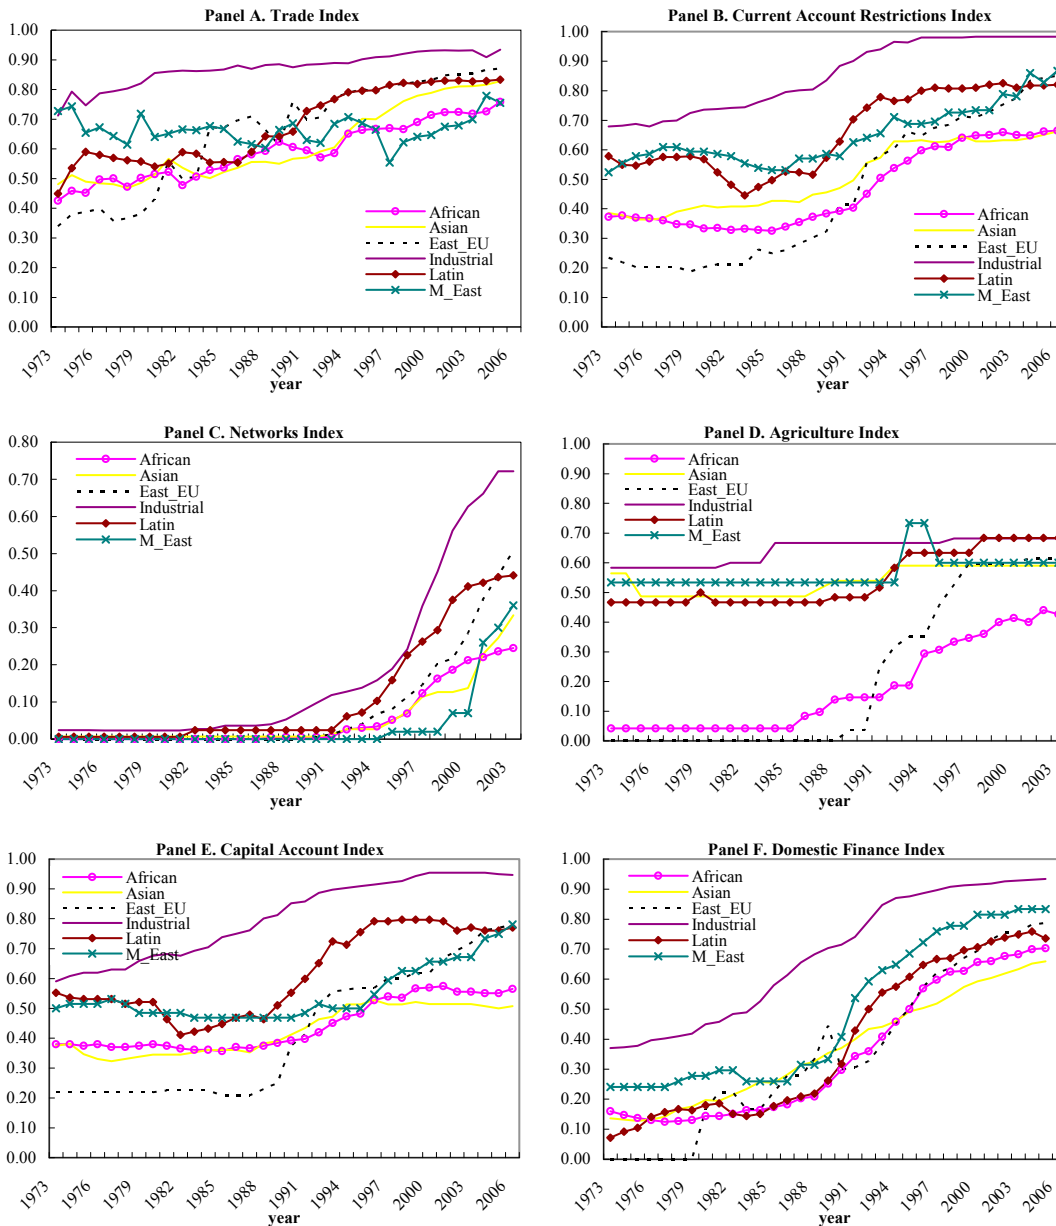 Panel A. Trade Index
1.00
0.90
0.80
0.70
0.60
0.50
0.40
0.30
0.20
0.10
0.00
African
Asian
East_EU
Industrial
Latin
M_East
1973
1976
1979
1982
1985
1988
1991
1994
1997
2000
2003
2006
year
Panel B. Current Account Restrictions Index
1.00
0.90
0.80
0.70
0.60
0.50
0.40
0.30
0.20
0.10
0.00
African
Asian
East_EU
Industrial
Latin
M_East
1973
1976
1979
1982
1985
1988
1991
1994
1997
2000
2003
2006
year
Panel C. Networks Index
0.80
0.70
0.60
0.50
0.40
0.30
0.20
0.10
0.00
African
Asian
East_EU
Industrial
Latin
M_East
1973
1976
1979
1982
1985
1988
1991
1994
1997
2000
2003
year
Panel D. Agriculture Index
1.00
0.90
0.80
0.70
0.60
0.50
0.40
0.30
0.20
0.10
0.00
African
Asian
East_EU
Industrial
Latin
M_East
1973
1976
1979
1982
1985
1988
1991
1994
1997
2000
2003
year
Panel E. Capital Account Index
1.00
0.90
0.80
0.70
0.60
0.50
0.40
0.30
0.20
0.10
0.00
African
Asian
East_EU
Industrial
Latin
M_East
1973
1976
1979
1982
1985
1988
1991
1994
1997
2000
2003
2006
year
Panel F. Domestic Finance Index
1.00
0.90
0.80
0.70
0.60
0.50
0.40
0.30
0.20
0.10
0.00
African
Asian
East_EU
Industrial
Latin
M_East
1973
1976
1979
1982
1985
1988
1991
1994
1997
2000
2003
2006
year